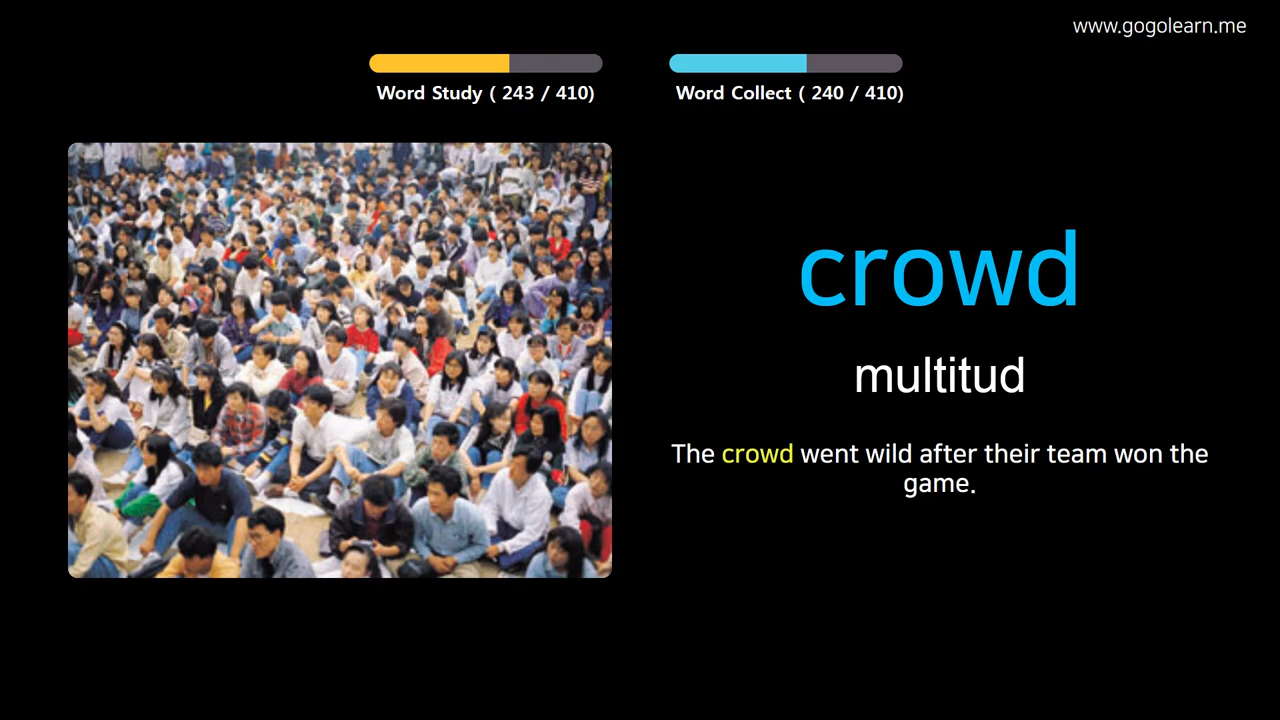 www.gogolearn.me
Word Study ( 243 / 410)
Word Collect ( 240 / 410)
crowd
multitud
The crowd went wild after their team won the
game.